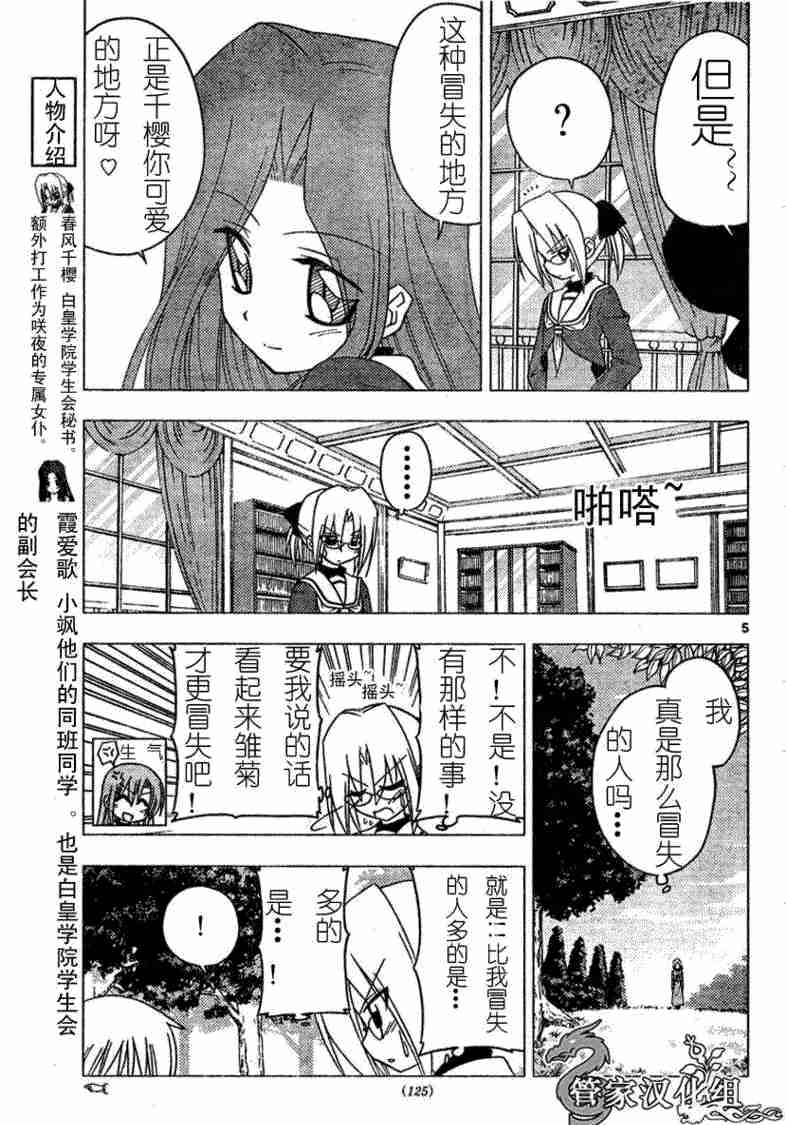 但是~~
?
这种冒失的地方
正是千樱你可爱
的地方呀♡
人物介绍
春风千樱 白皇学院学生会秘书。
额外打工作为咲夜的专属女仆。
霞爱歌 小飒他们的同班同学。也是白皇学院学生会
的副会长
……
啪嗒~
5
我
真是那么冒失
的人吗…
不!不是!没
有那样的事!
摇头~
摇头~
要我说的话
看起来雏菊
才更冒失吧!
生气
就是!!比我冒失
的人多的是…
多的
是…!
!
(125)
管家汉化组